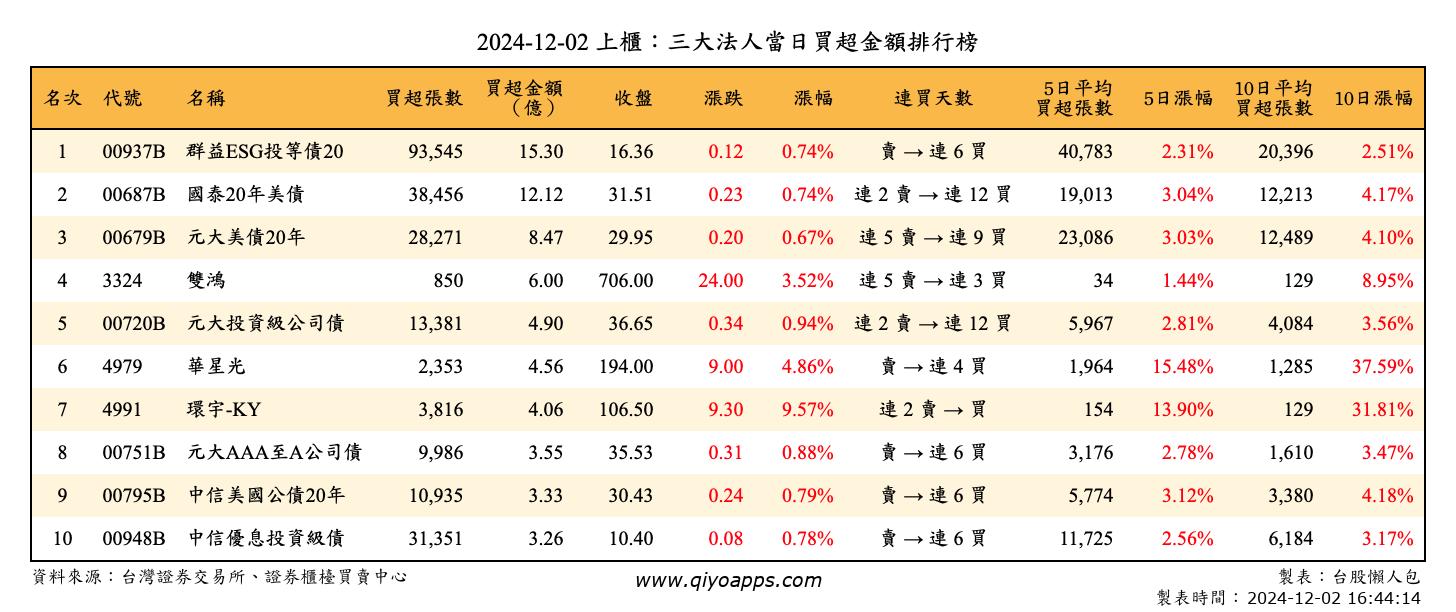 2024-12-02 上櫃：三大法人當日買超金額排行榜
名次 代號 名稱 買超張數 買超金額（億） 收盤 漲跌 漲幅 連買天數 5日平均買超張數 5日漲幅 10日平均買超張數 10日漲幅
1 00937B 群益ESG投等債20 93,545 15.30 16.36 0.12 0.74% 賣 → 連 6 買 40,783 2.31% 20,396 2.51%
2 00687B 國泰20年美債 38,456 12.12 31.51 0.23 0.74% 連 2 賣 → 連 12 買 19,013 3.04% 12,213 4.17%
3 00679B 元大美債20年 28,271 8.47 29.95 0.20 0.67% 連 5 賣 → 連 9 買 23,086 3.03% 12,489 4.10%
4 3324 雙鴻 850 6.00 706.00 24.00 3.52% 連 5 賣 → 連 3 買 34 1.44% 129 8.95%
5 00720B 元大投資級公司債 13,381 4.90 36.65 0.34 0.94% 連 2 賣 → 連 12 買 5,967 2.81% 4,084 3.56%
6 4979 華星光 2,353 4.56 194.00 9.00 4.86% 賣 → 連 4 買 1,964 15.48% 1,285 37.59%
7 4991 環宇-KY 3,816 4.06 106.50 9.30 9.57% 連 2 賣 → 買 154 13.90% 129 31.81%
8 00751B 元大AAA至A公司債 9,986 3.55 35.53 0.31 0.88% 賣 → 連 6 買 3,176 2.78% 1,610 3.47%
9 00795B 中信美國公債20年 10,935 3.33 30.43 0.24 0.79% 賣 → 連 6 買 5,774 3.12% 3,380 4.18%
10 00948B 中信優息投資級債 31,351 3.26 10.40 0.08 0.78% 賣 → 連 6 買 11,725 2.56% 6,184 3.17%
資料來源：台灣證券交易所、證券櫃檯買賣中心 www.qiyoapps.com 製表：台股懶人包
製表時間：2024-12-02 16:44:14